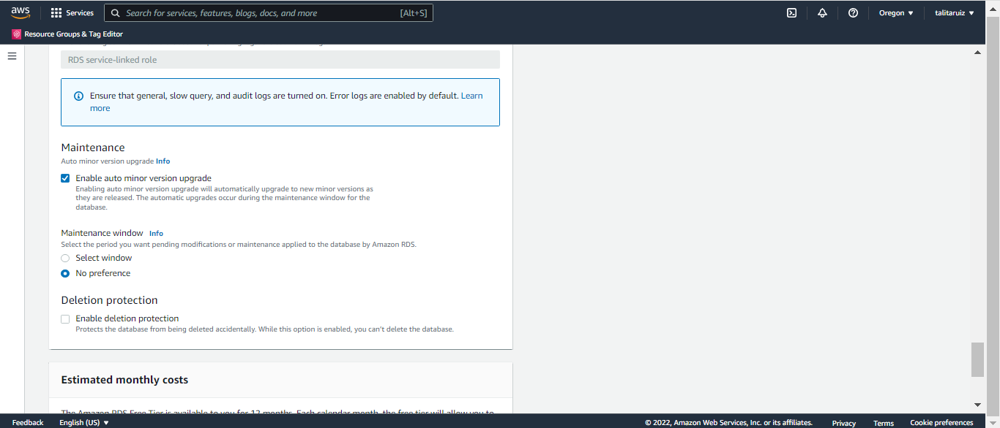 aws
Services
Search for services, features, blogs, docs, and more
[Alt+S]
Oregon ▼
talitaruiz ▼
Resource Groups & Tag Editor
RDS service-linked role
Ensure that general, slow query, and audit logs are turned on. Error logs are enabled by default. Learn
more
Maintenance
Auto minor version upgrade Info
Enable auto minor version upgrade
Enabling auto minor version upgrade will automatically upgrade to new minor versions as
they are released. The automatic upgrades occur during the maintenance window for the
database.
Maintenance window Info
Select the period you want pending modifications or maintenance applied to the database by Amazon RDS.
Select window
No preference
Deletion protection
Enable deletion protection
Protects the database from being deleted accidentally. While this option is enabled, you can't delete the database.
Estimated monthly costs
The Amazon RDS Free Tier is available to you for 12 months. Each calendar month, the free tier will allow you to
Feedback
English (US) ▼
© 2022, Amazon Web Services, Inc. or its affiliates.
Privacy
Terms
Cookie preferences